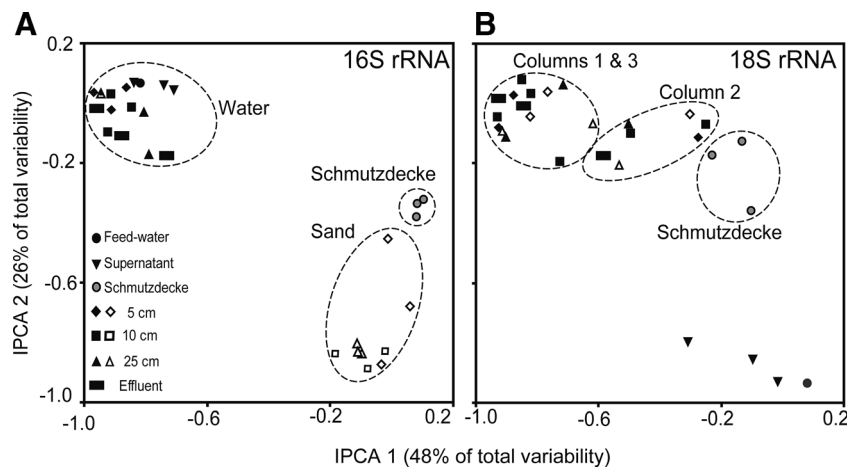 A
B
16S rRNA
18S rRNA
Water
Schmutzdecke
Sand
Columns 1 & 3
Column 2
Schmutzdecke
Feed-water
Supernatant
Schmutzdecke
5 cm
10 cm
25 cm
Effluent
IPCA 2 (26% of total variability)
0.2
-0.2
-0.6
-1.0
-1.0
-0.6
-0.2
0.2
-1.0
-0.6
-0.2
0.2
IPCA 1 (48% of total variability)